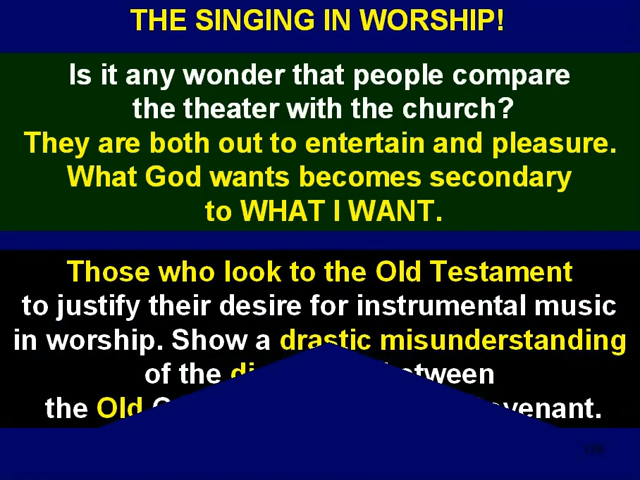 THE SINGING IN WORSHIP!
Is it any wonder that people compare
the theater with the church?
They are both out to entertain and pleasure.
What God wants becomes secondary
to WHAT I WANT.
Those who look to the Old Testament
to justify their desire for instrumental music
in worship. Show a drastic misunderstanding
of the between
the Old